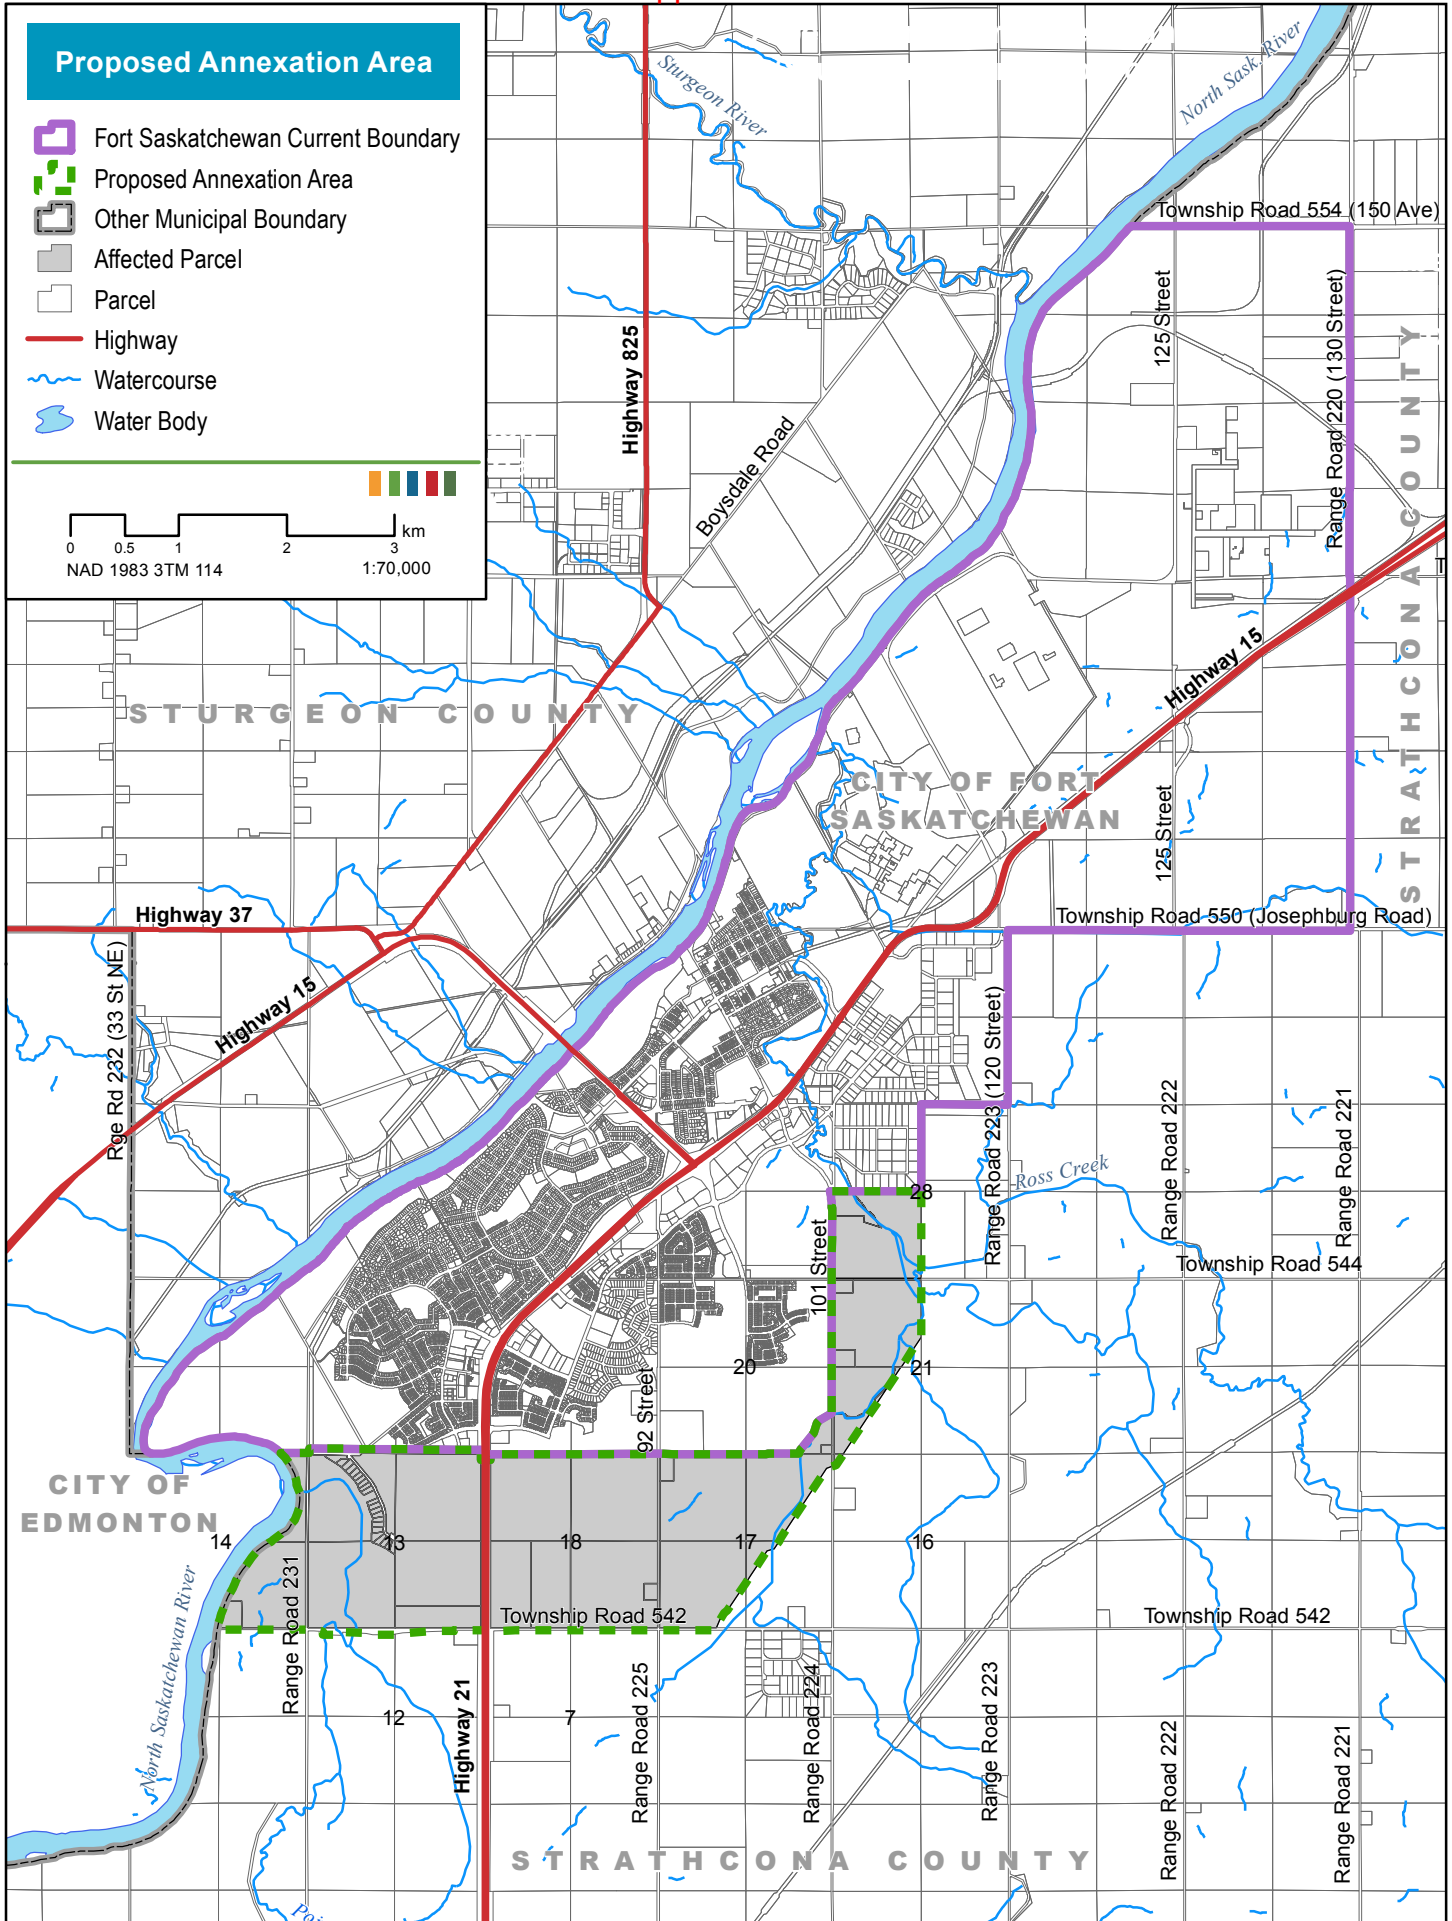 Proposed Annexation Area
Fort Saskatchewan Current Boundary
Proposed Annexation Area
Other Municipal Boundary
Affected Parcel
Parcel
Highway
Watercourse
Water Body
km
0 0.5 1 2 3
NAD 1983 3TM 114 1:70,000
Sturgeon River
North Sask. River
Township Road 554 (150 Ave)
125 Street
Range Road 220 (130 Street)
Highway 825
Boysdale Road
STRATHCONA COUNTY
T
Highway 15
STURGEON COUNTY
CITY OF FORT
SASKATCHEWAN
125 Street
Highway 37
Township Road 550 (Josephburg Road)
Rge Rd 232 (33 St NE)
Highway 15
Range Road 223 (120 Street)
Range Road 222
Range Road 221
Ross Creek
28
101 Street
Township Road 544
20
21
92 Street
CITY OF
EDMONTON
14
13
18
17
16
Range Road 231
North Saskatchewan River
Township Road 542
Township Road 542
12
7
Highway 21
Range Road 225
Range Road 224
Range Road 223
Range Road 222
Range Road 221
STRATHCONA COUNTY